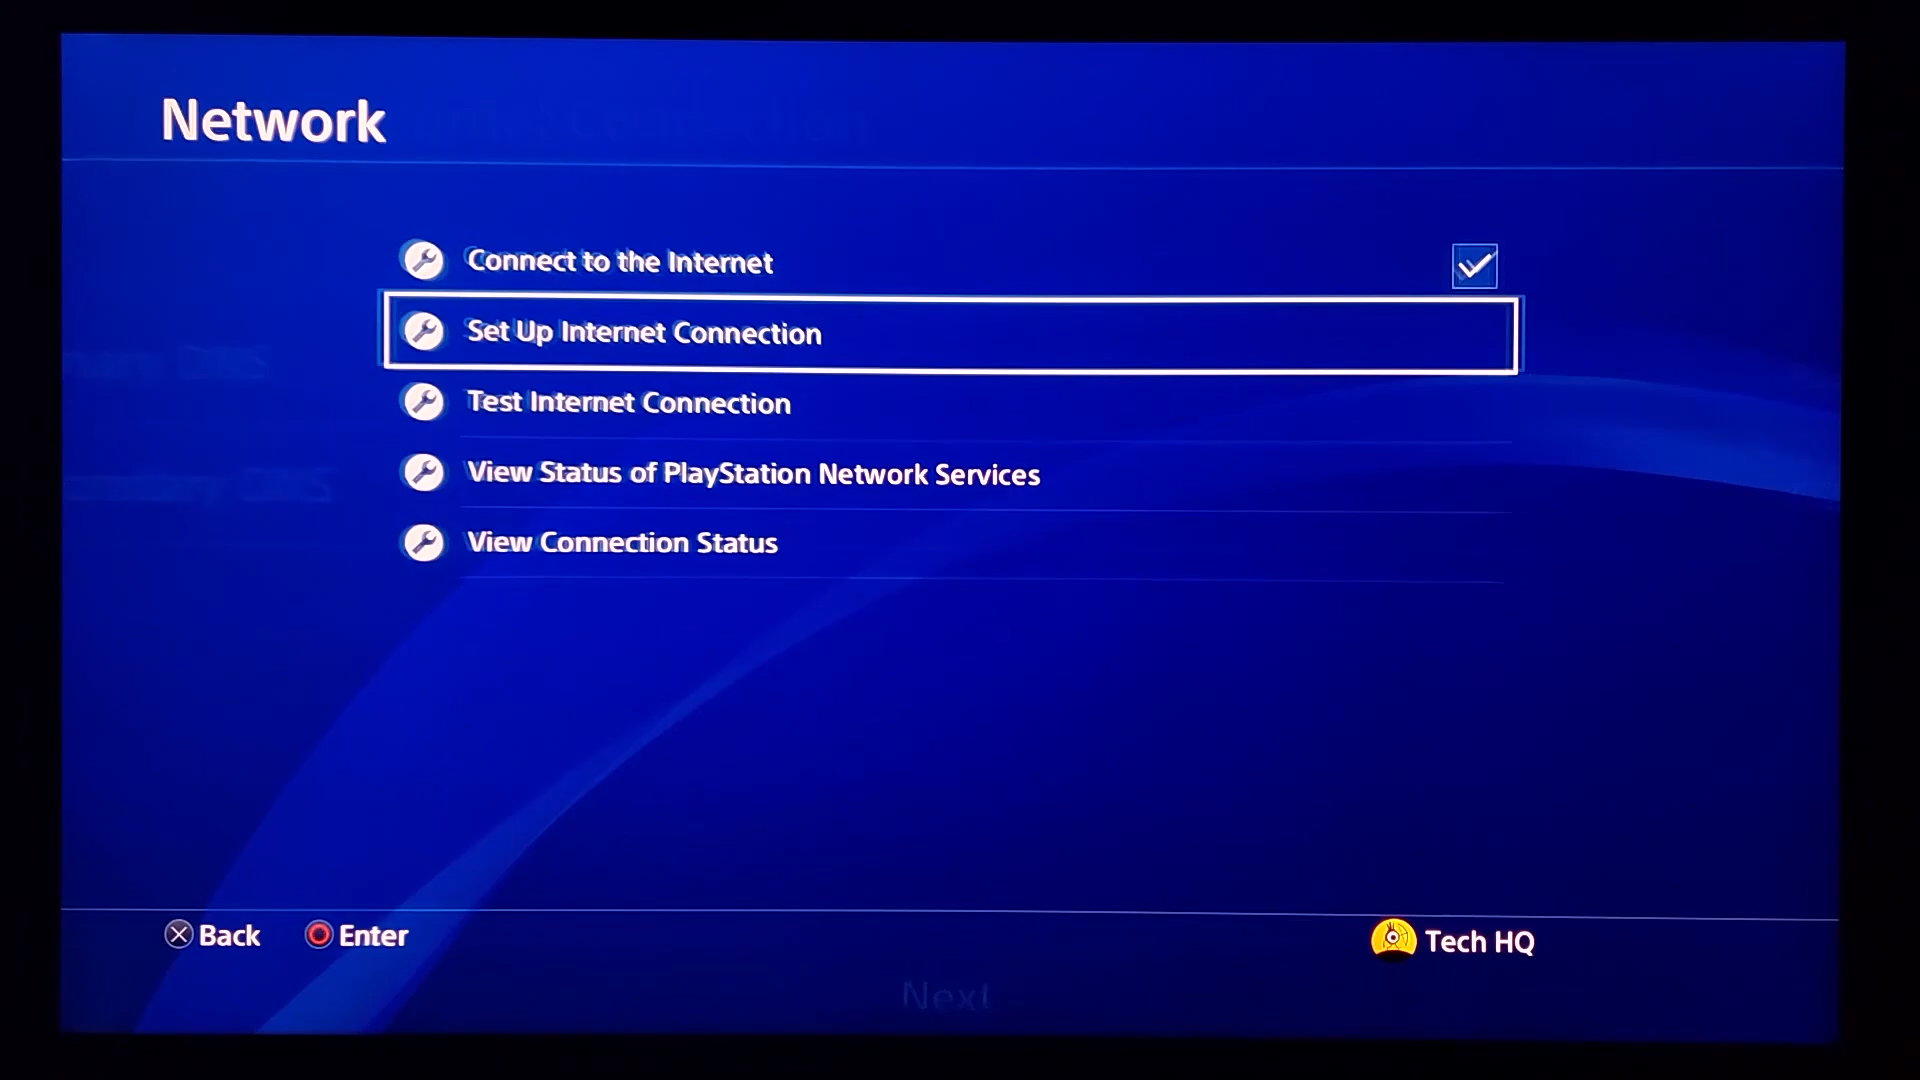 Network
Connect to the Internet
Set Up Internet Connection
Test Internet Connection
View Status of PlayStation Network Services
View Connection Status
Back
Enter
Tech HQ
Next